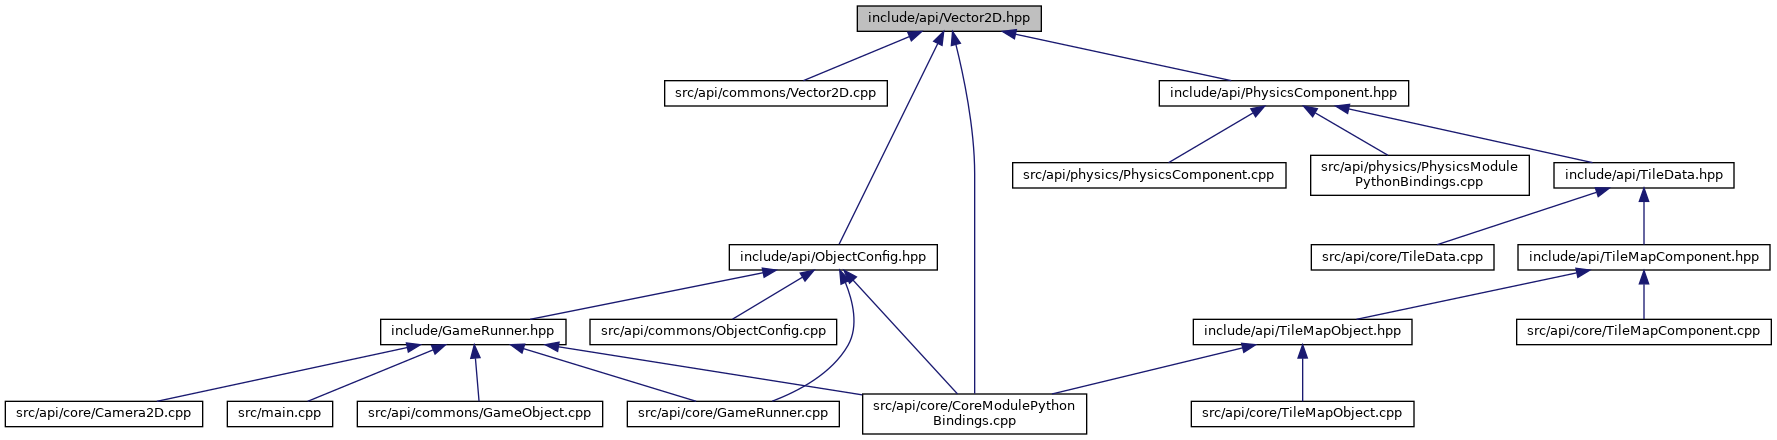 include/api/Vector2D.hpp
src/api/commons/Vector2D.cpp
include/api/PhysicsComponent.hpp
src/api/physics/PhysicsComponent.cpp
src/api/physics/PhysicsModule
PythonBindings.cpp
include/api/TileData.hpp
include/api/ObjectConfig.hpp
src/api/core/TileData.cpp
include/api/TileMapComponent.hpp
include/GameRunner.hpp
src/api/commons/ObjectConfig.cpp
include/api/TileMapObject.hpp
src/api/core/TileMapComponent.cpp
src/api/core/Camera2D.cpp
src/main.cpp
src/api/commons/GameObject.cpp
src/api/core/GameRunner.cpp
src/api/core/CoreModulePython
Bindings.cpp
src/api/core/TileMapObject.cpp